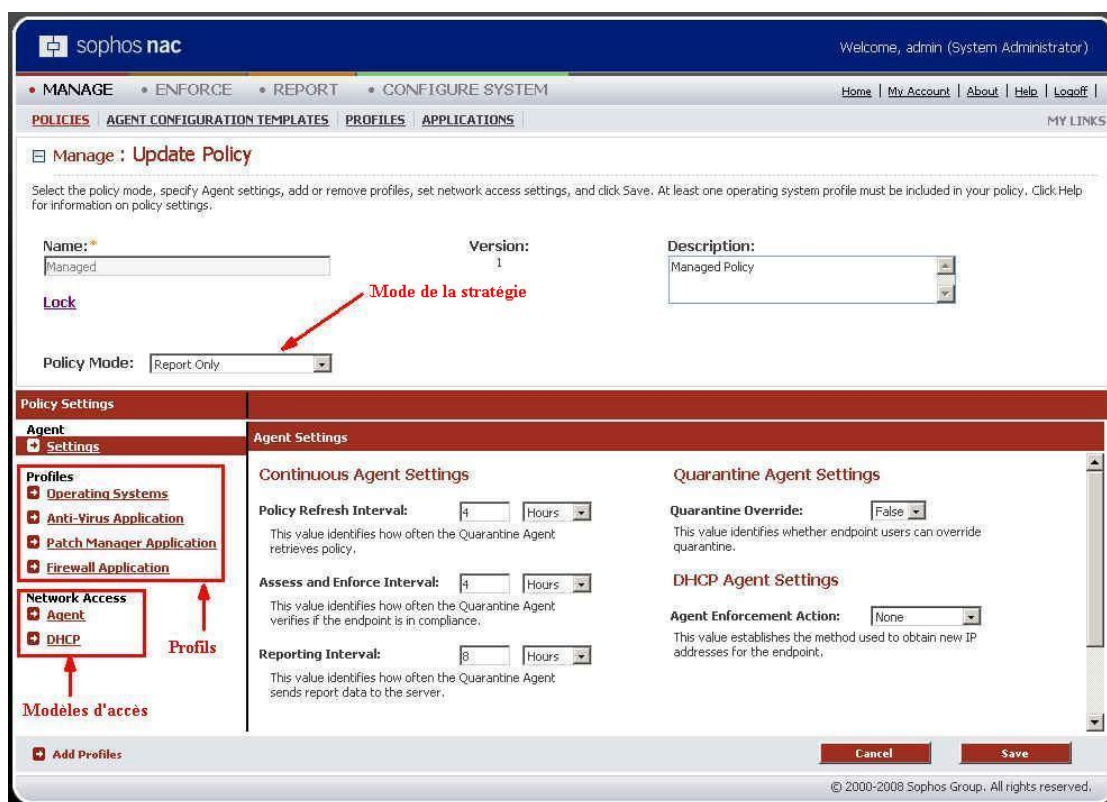 sophos nac
Welcome, admin (System Administrator)
• MANAGE • ENFORCE • REPORT • CONFIGURE SYSTEM
Home | My Account | About | Help | Logoff |
POLICIES AGENT CONFIGURATION TEMPLATES PROFILES APPLICATIONS
MY LINKS
Manage : Update Policy
Select the policy mode, specify Agent settings, add or remove profiles, set network access settings, and click Save. At least one operating system profile must be included in your policy. Click Help
for information on policy settings.
Name:*
Managed
Version:
1
Description:
Managed Policy
Lock
Mode de la stratégie
Policy Mode: Report Only
Policy Settings
Agent
Settings
Profiles
Operating Systems
Anti-Virus Application
Patch Manager Application
Firewall Application
Network Access
Agent
DHCP
Profils
Modèles d'accès
Agent Settings
Continuous Agent Settings
Policy Refresh Interval: 4 Hours
This value identifies how often the Quarantine Agent
retrieves policy.
Assess and Enforce Interval: 4 Hours
This value identifies how often the Quarantine Agent
verifies if the endpoint is in compliance.
Reporting Interval: 8 Hours
This value identifies how often the Quarantine Agent
sends report data to the server.
Quarantine Agent Settings
Quarantine Override: False
This value identifies whether endpoint users can override
quarantine.
DHCP Agent Settings
Agent Enforcement Action: None
This value establishes the method used to obtain new IP
addresses for the endpoint.
Add Profiles
Cancel
Save
© 2000-2008 Sophos Group. All rights reserved.